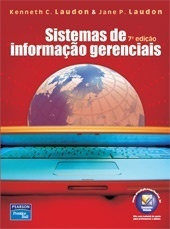 Kenneth C. Laudon & Jane P. Laudon
Sistemas de
informação gerenciais
7ª edição
PEARSON
Prentice
Hall